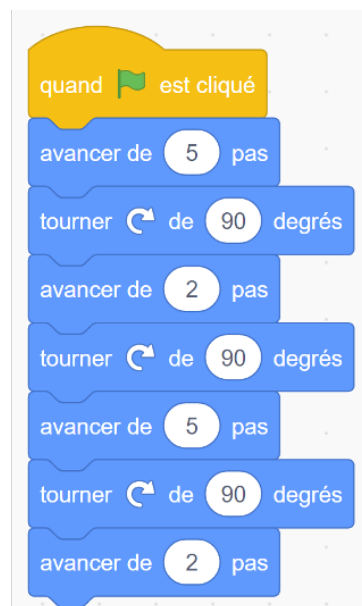 quand est cliqué
avancer de 5 pas
tourner de 90 degrés
avancer de 2 pas
tourner de 90 degrés
avancer de 5 pas
tourner de 90 degrés
avancer de 2 pas